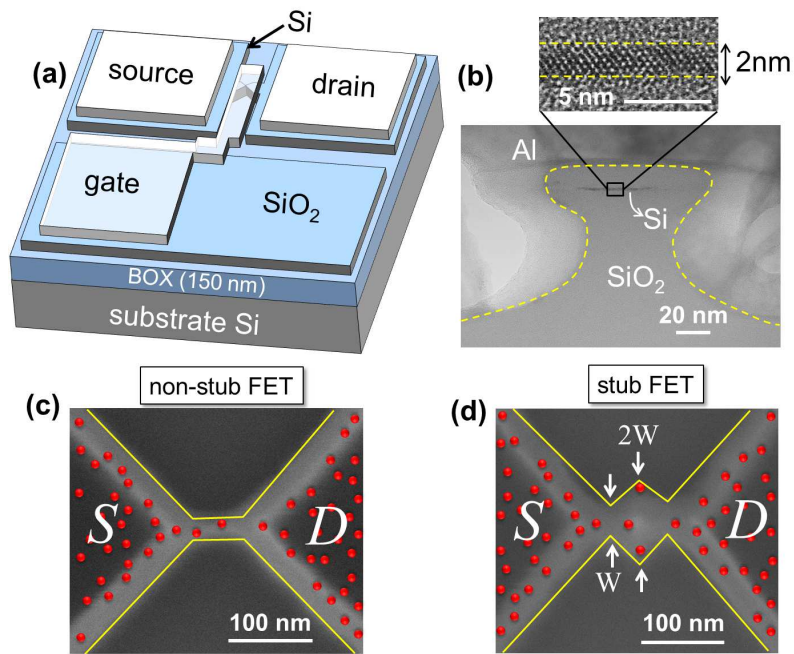 Si
(a)
source
drain
gate
SiO2
BOX (150 nm)
substrate Si
(b)
2nm
5 nm
Al
Si
SiO2
20 nm
non-stub FET
(c)
S
D
100 nm
stub FET
(d)
2W
S
D
W
100 nm